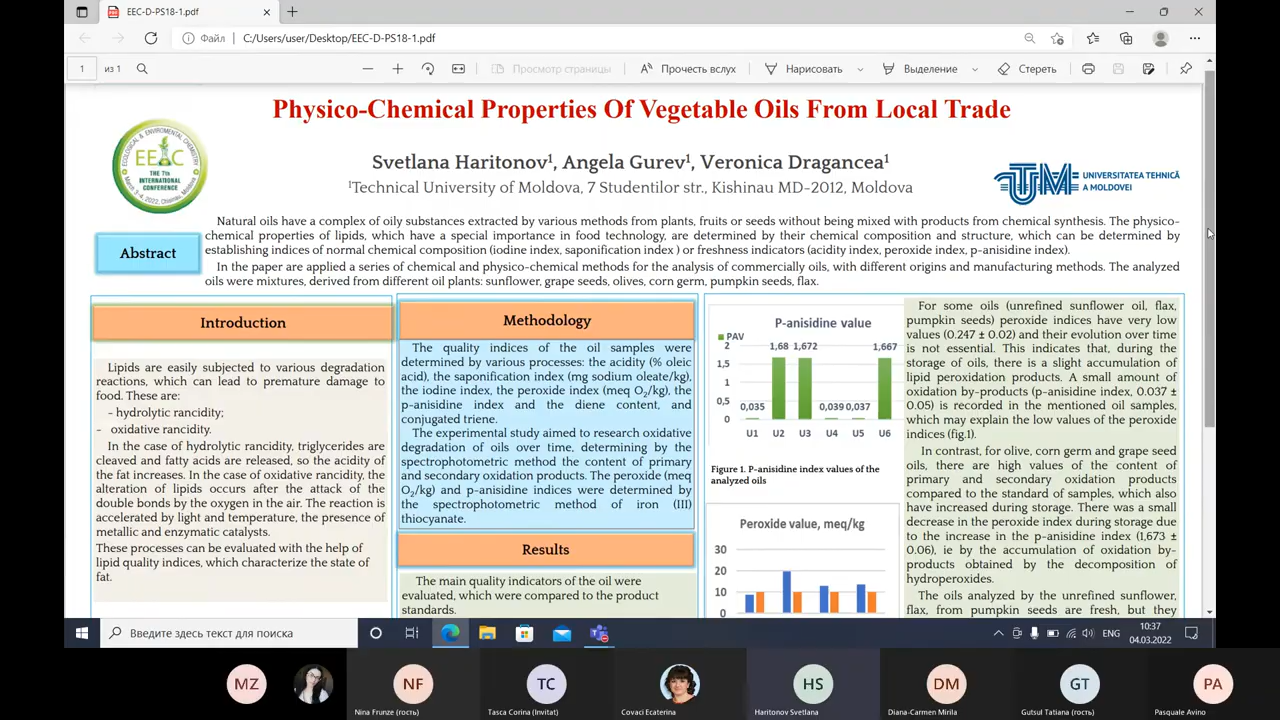 EEC-D-PS18-1.pdf
Файл
C:/Users/user/Desktop/EEC-D-PS18-1.pdf
1
из 1
Просмотр страницы
Прочесть вслух
Нарисовать
Выделение
Стереть
Physico-Chemical Properties Of Vegetable Oils From Local Trade
Svetlana Haritonov¹, Angela Gurev¹, Veronica Dragancea¹
¹Technical University of Moldova, 7 Studentilor str., Kishinau MD-2012, Moldova
EEC
THE 7th
INTERNATIONAL
CONFERENCE
UTM
UNIVERSITATEA TEHNICĂ
A MOLDOVEI
Abstract
Natural oils have a complex of oily substances extracted by various methods from plants, fruits or seeds without being mixed with products from chemical synthesis. The physico-
chemical properties of lipids, which have a special importance in food technology, are determined by their chemical composition and structure, which can be determined by
establishing indices of normal chemical composition (iodine index, saponification index ) or freshness indicators (acidity index, peroxide index, p-anisidine index).
In the paper are applied a series of chemical and physico-chemical methods for the analysis of commercially oils, with different origins and manufacturing methods. The analyzed
oils were mixtures, derived from different oil plants: sunflower, grape seeds, olives, corn germ, pumpkin seeds, flax.
Introduction
Lipids are easily subjected to various degradation
reactions, which can lead to premature damage to
food. These are:
- hydrolytic rancidity;
- oxidative rancidity.
In the case of hydrolytic rancidity, triglycerides are
cleaved and fatty acids are released, so the acidity of
the fat increases. In the case of oxidative rancidity, the
alteration of lipids occurs after the attack of the
double bonds by the oxygen in the air. The reaction is
accelerated by light and temperature, the presence of
metallic and enzymatic catalysts.
These processes can be evaluated with the help of
lipid quality indices, which characterize the state of
fat.
Methodology
The quality indices of the oil samples were
determined by various processes: the acidity (% oleic
acid), the saponification index (mg sodium oleate/kg),
the iodine index, the peroxide index (meq O₂/kg), the
p-anisidine index and the diene content, and
conjugated triene.
The experimental study aimed to research oxidative
degradation of oils over time, determining by the
spectrophotometric method the content of primary
and secondary oxidation products. The peroxide (meq
O₂/kg) and p-anisidine indices were determined by
the spectrophotometric method of iron (III)
thiocyanate.
Results
The main quality indicators of the oil were
evaluated, which were compared to the product
standards.
P-anisidine value
PAV
2
1,5
1
0,5
0
0,035
1,68
1,672
0,039
0,037
1,667
U1
U2
U3
U4
U5
U6
Figure 1. P-anisidine index values of the
analyzed oils
Peroxide value, meq/kg
30
20
10
0
For some oils (unrefined sunflower oil, flax,
pumpkin seeds) peroxide indices have very low
values (0.247 ± 0.02) and their evolution over time
is not essential. This indicates that, during the
storage of oils, there is a slight accumulation of
lipid peroxidation products. A small amount of
oxidation by-products (p-anisidine index, 0.037 ±
0.05) is recorded in the mentioned oil samples,
which may explain the low values of the peroxide
indices (fig.1).
In contrast, for olive, corn germ and grape seed
oils, there are high values of the content of
primary and secondary oxidation products
compared to the standard of samples, which also
have increased during storage. There was a small
decrease in the peroxide index during storage due
to the increase in the p-anisidine index (1,673 ±
0.06), ie by the accumulation of oxidation by-
products obtained by the decomposition of
hydroperoxides.
The oils analyzed by the unrefined sunflower,
flax, from pumpkin seeds are fresh, but they
Введите здесь текст для поиска
ENG
10:37
04.03.2022
MZ
NF
Nina Frunze (гость)
TC
Tasca Corina (Invitat)
Covaci Ecaterina
HS
Haritonov Svetlana
DM
Diana-Carmen Mirila
GT
Gutsul Tatiana (гость)
PA
Pasquale Avino